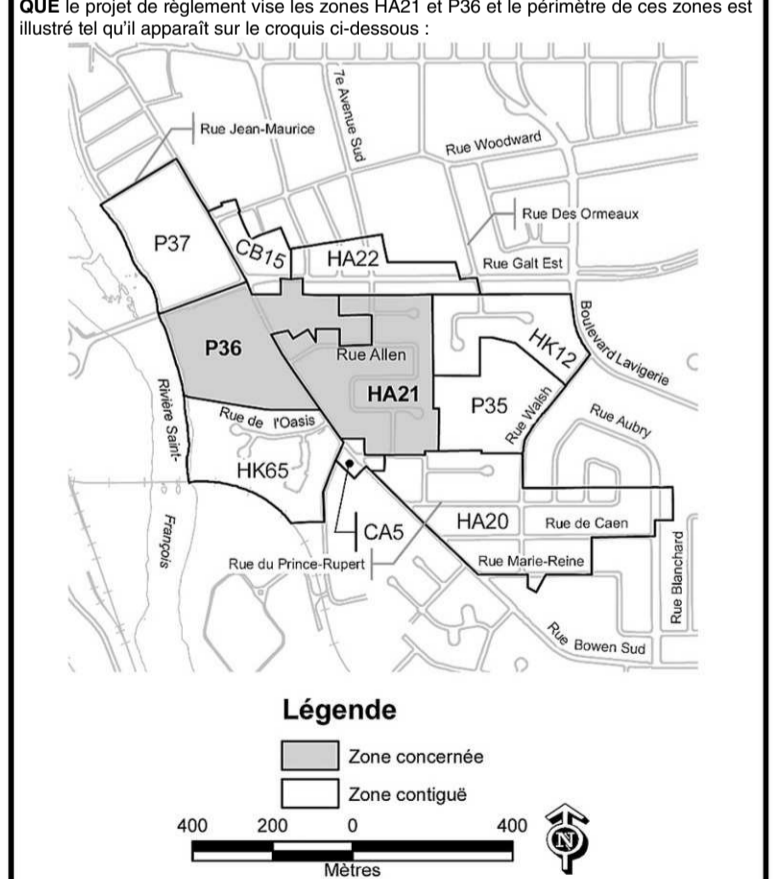 QUE le projet de règlement vise les zones HA21 et P36 et le périmètre de ces zones est
illustré tel qu'il apparaît sur le croquis ci-dessous :
7e Avenue Sud
Rue Jean-Maurice
Rue Woodward
Rue Des Ormeaux
P37
CB15
HA22
Rue Galt Est
Boulevard Lavigerie
HK12
P36
Rue Allen
HA21
P35
Rue Walsh
Rue Aubry
Rivière Saint-
François
Rue de l'Oasis
HK65
CA5
HA20
Rue de Caen
Rue du Prince-Rupert
Rue Marie-Reine
Rue Blanchard
Rue Bowen Sud
Légende
Zone concernée
Zone contiguë
400 200 0 400
Mètres
N